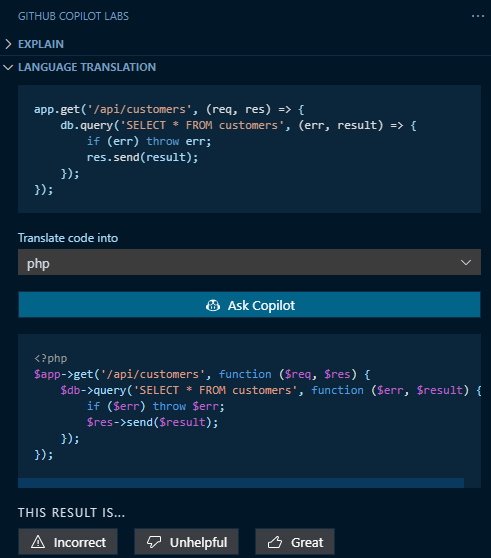 GITHUB COPILOT LABS
EXPLAIN
LANGUAGE TRANSLATION
app.get('/api/customers', (req, res) => {
    db.query('SELECT * FROM customers', (err, result) => {
        if (err) throw err;
        res.send(result);
    });
});
Translate code into
php
Ask Copilot
<?php
$app->get('/api/customers', function ($req, $res) {
    $db->query('SELECT * FROM customers', function ($err, $result) {
        if ($err) throw $err;
        $res->send($result);
    });
});
THIS RESULT IS...
Incorrect Unhelpful Great